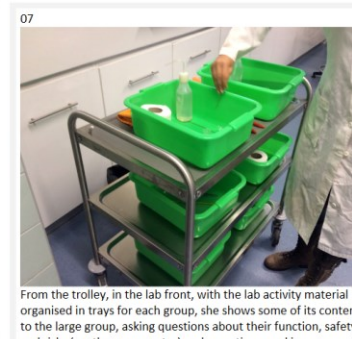 07
From the trolley, in the lab front, with the lab activity material
organised in trays for each group, she shows some of its conten
to the large group, asking questions about their function, safet